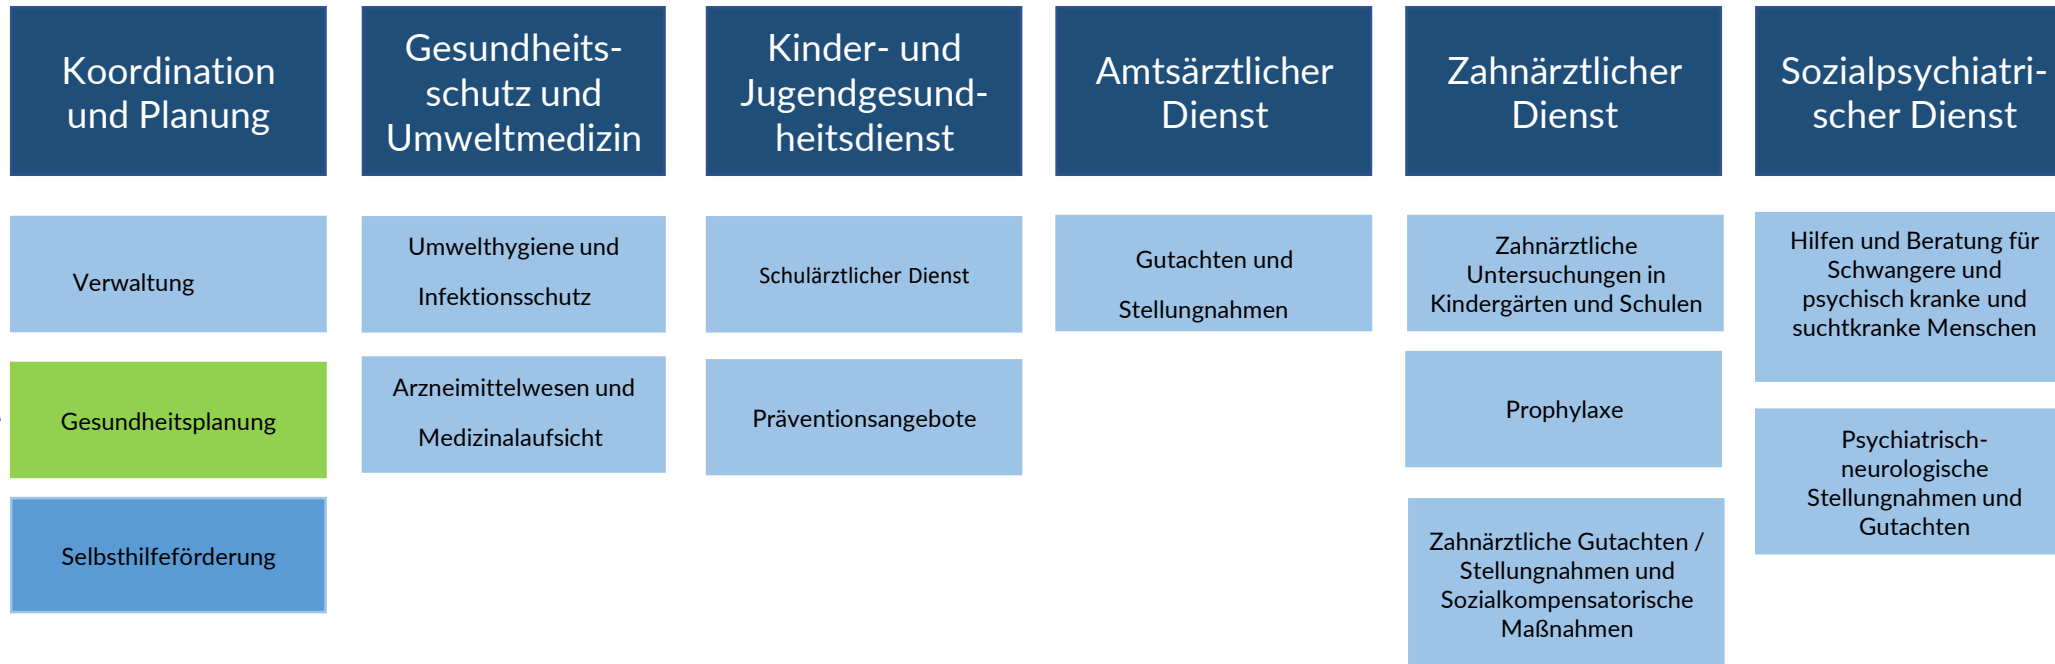 Koordination
und Planung
Gesundheits-
schutz und
Umweltmedizin
Kinder- und
Jugendgesund-
heitsdienst
Amtsärztlicher
Dienst
Zahnärztlicher
Dienst
Sozialpsychiatri-
scher Dienst
Verwaltung
Gesundheitsplanung
Selbsthilfeförderung
Umwelthygiene und
Infektionsschutz
Arzneimittelwesen und
Medizinalaufsicht
Schulärztlicher Dienst
Präventionsangebote
Gutachten und
Stellungnahmen
Zahnärztliche
Untersuchungen in
Kindergärten und Schulen
Prophylaxe
Zahnärztliche Gutachten /
Stellungnahmen und
Sozialkompensatorische
Maßnahmen
Hilfen und Beratung für
Schwangere und
psychisch kranke und
suchtkranke Menschen
Psychiatrisch-
neurologische
Stellungnahmen und
Gutachten